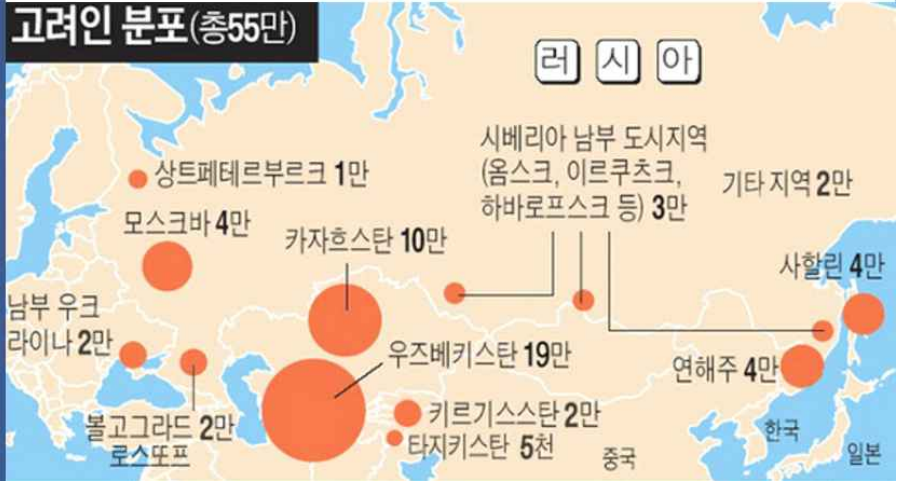 고려인 분포(총55만)
러시아
시베리아 남부 도시지역
(옴스크, 이르쿠츠크,
하바로프스크 등) 3만
기타 지역 2만
상트페테르부르크 1만
모스크바 4만
카자흐스탄 10만
사할린 4만
남부 우크
라이나 2만
우즈베키스탄 19만
연해주 4만
볼고그라드 2만
로스또프
키르기스스탄 2만
타지키스탄 5천
중국
한국
일본